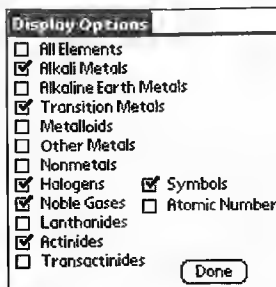 Display Options
All Elements
Alkali Metals
Alkaline Earth Metals
Transition Metals
Metalloids
Other Metals
Nonmetals
Halogens Symbols
Noble Gases Atomic Number
Lanthanides
Actinides
Transactinides
Done